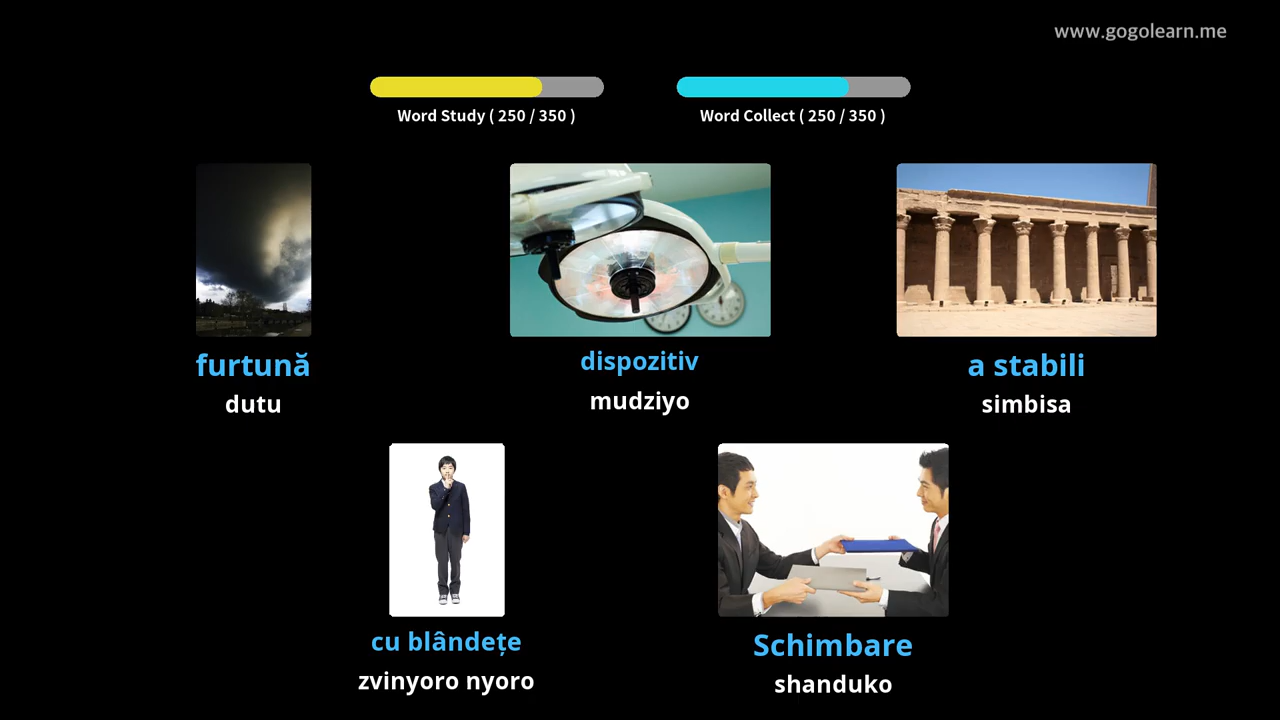 www.gogolearn.me
Word Study ( 250 / 350 )
Word Collect ( 250 / 350 )
furtună
dutu
dispozitiv
mudziyo
a stabili
simbisa
cu blândețe
zvinyoro nyoro
Schimbare
shanduko